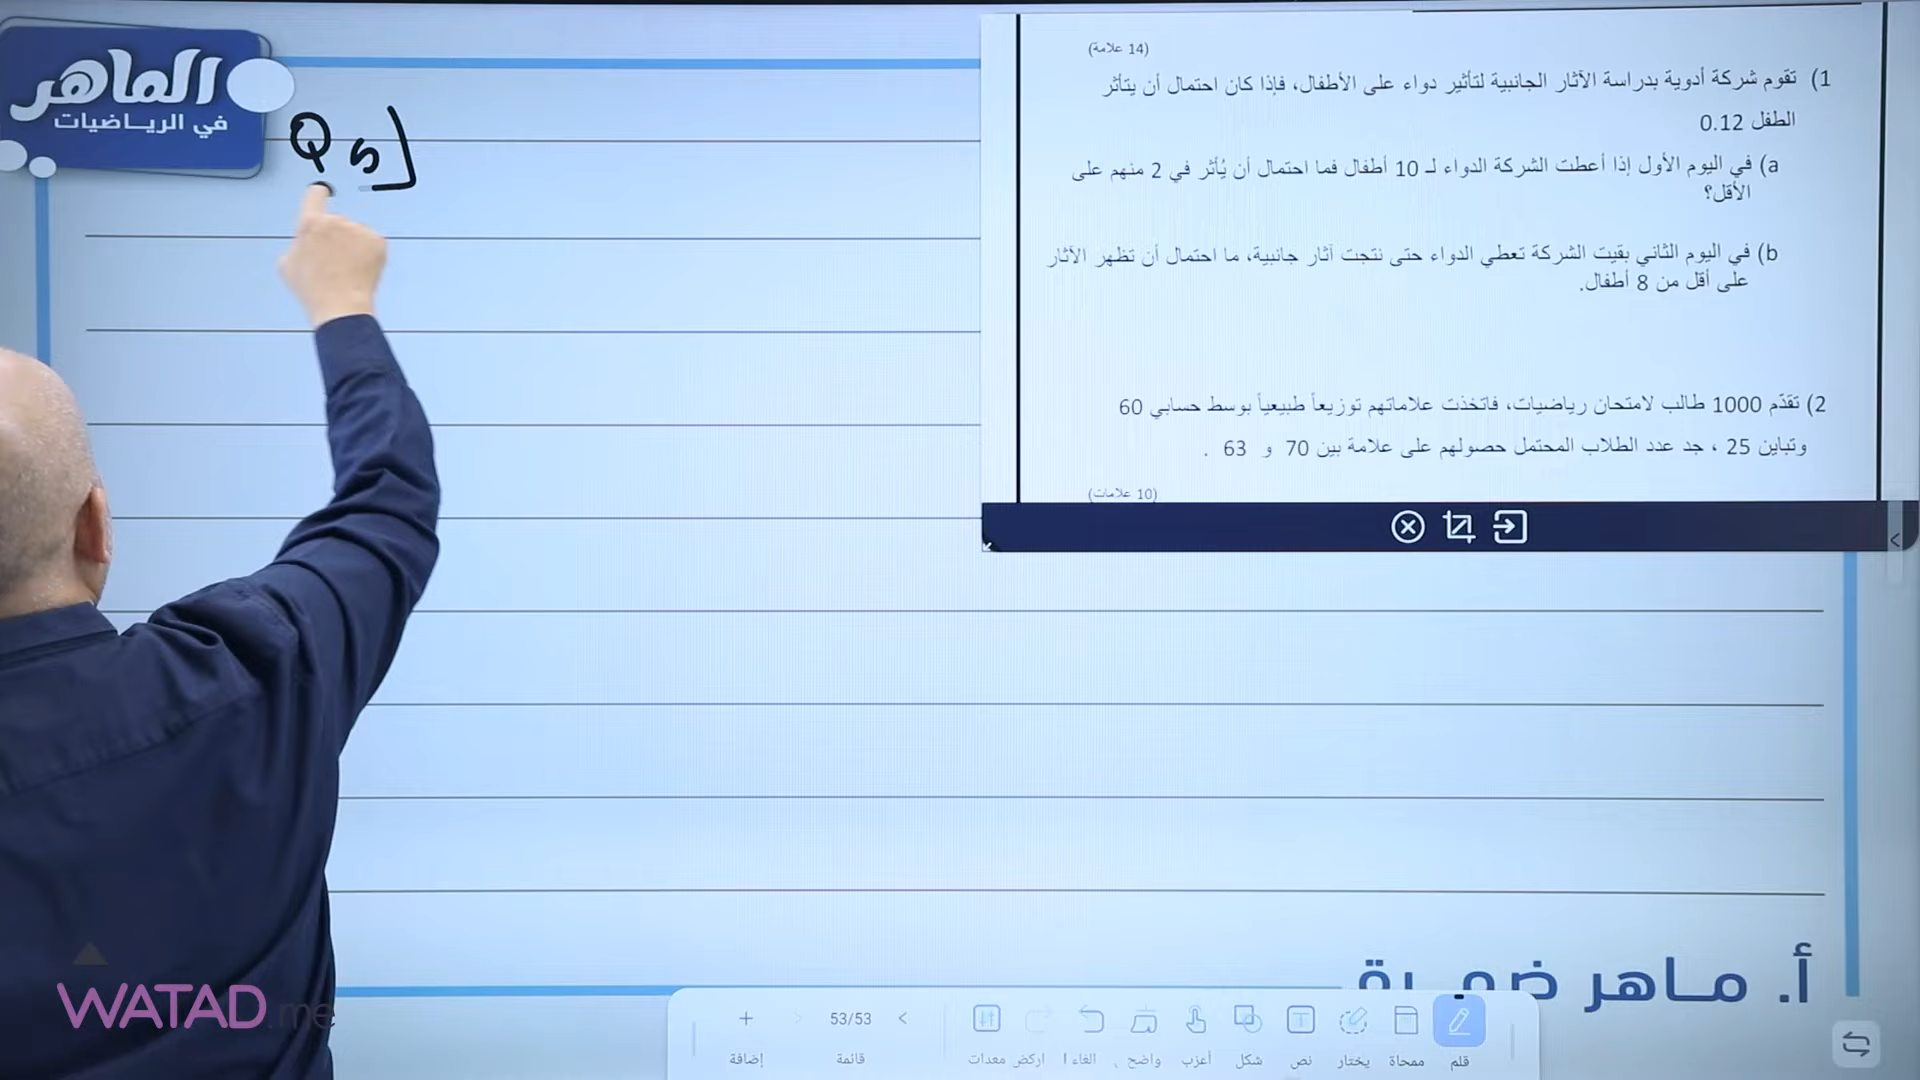 الماهر
في الرياضيات
Q5
(14 علامة)
1) تقوم شركة أدوية بدراسة الآثار الجانبية لتأثير دواء على الأطفال، فإذا كان احتمال أن يتأثر
الطفل 0.12
a) في اليوم الأول إذا أعطت الشركة الدواء لـ 10 أطفال فما احتمال أن يُأثر في 2 منهم على
الأقل؟
b) في اليوم الثاني بقيت الشركة تعطي الدواء حتى نتجت آثار جانبية، ما احتمال أن تظهر الآثار
على أقل من 8 أطفال.
2) تقدّم 1000 طالب لامتحان رياضيات، فاتخذت علاماتهم توزيعاً طبيعياً بوسط حسابي 60
وتباين 25 ، جد عدد الطلاب المحتمل حصولهم على علامة بين 70 و 63 .
(10 علامات)
أ. ماهر ضمرة
WATAD.me
53/53
إضافة
قائمة
اركض معدات
الغاء ا
واضح
أعزب
شكل
نص
يختار
ممحاة
قلم